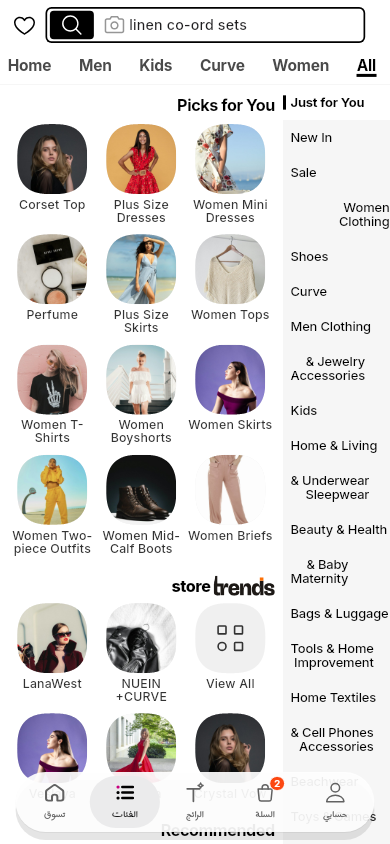 linen co-ord sets
Home Men Kids Curve Women All
Picks for You
Corset Top
Plus Size
Dresses
Women Mini
Dresses
Perfume
Plus Size
Skirts
Women Tops
Women T-
Shirts
Women
Boyshorts
Women Skirts
Women Two-
piece Outfits
Women Mid-
Calf Boots
Women Briefs
store trends
LanaWest
NUEIN
+CURVE
View All
Recommended
Just for You
New In
Sale
Women
Clothing
Shoes
Curve
Men Clothing
& Jewelry
Accessories
Kids
Home & Living
& Underwear
Sleepwear
Beauty & Health
& Baby
Maternity
Bags & Luggage
Tools & Home
Improvement
Home Textiles
& Cell Phones
Accessories
Beachwear
تسوق
الفئات
الرائج
2
السلة
حسابي